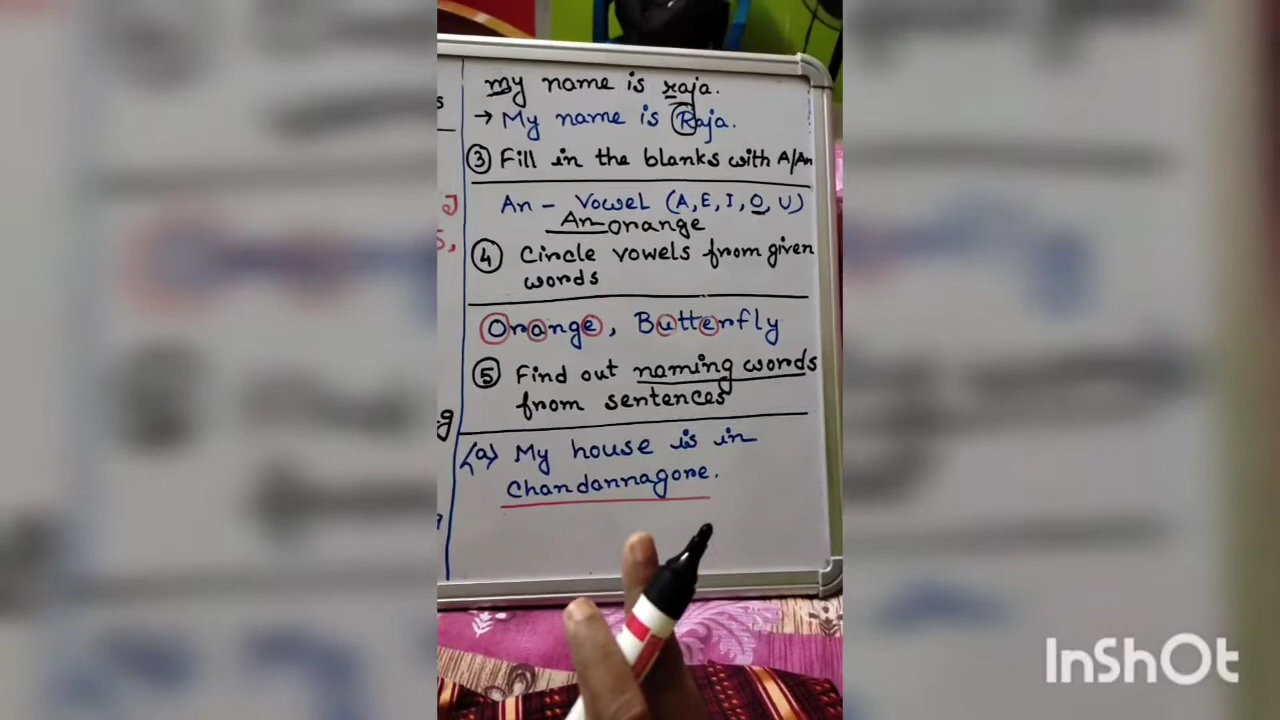 my name is raja.
→ My name is Raja.
③ Fill in the blanks with A/An
An - Vowel (A, E, I, O, U)
An orange
④ Circle vowels from given
words
Orange, Butterfly
⑤ Find out naming words
from sentences
(a) My house is in
Chandannagore.
InShOt